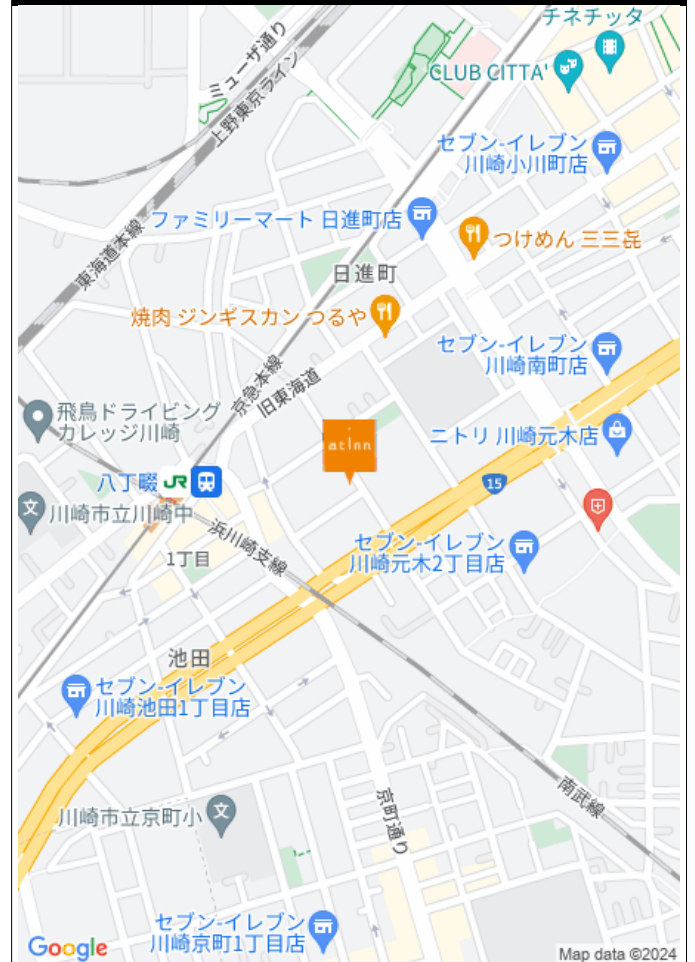 チネチッタ
ミューザ通り
CLUB CITTA'
上野東京ライン
セブン-イレブン
川崎小川町店
ファミリーマート 日進町店
つけめん 三三㐂
東海道本線
日進町
焼肉 ジンギスカン つるや
セブン-イレブン
川崎南町店
京急本線
旧東海道
飛鳥ドライビング
カレッジ川崎
ニトリ 川崎元木店
at inn
八丁畷
JR
15
文
川崎市立川崎中
浜川崎支線
1丁目
セブン-イレブン
川崎元木2丁目店
池田
セブン-イレブン
川崎池田1丁目店
南武線
京町通り
川崎市立京町小
文
セブン-イレブン
川崎京町1丁目店
Google
Map data ©2024